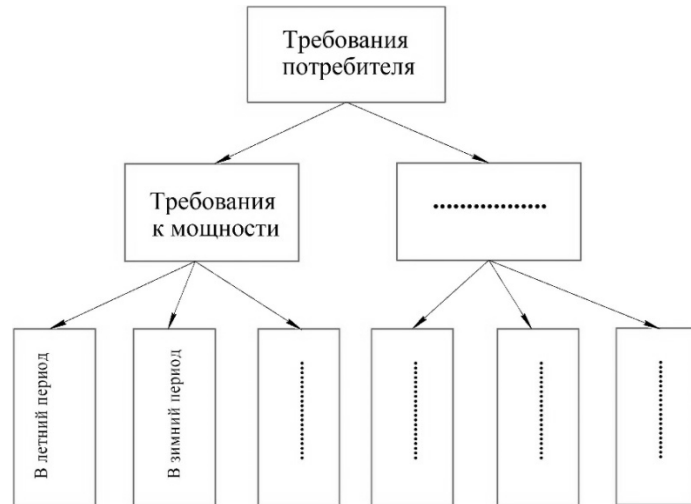 Требования
потребителя
Требования
к мощности
.................
В летний период
В зимний период
.................
.................
.................
.................